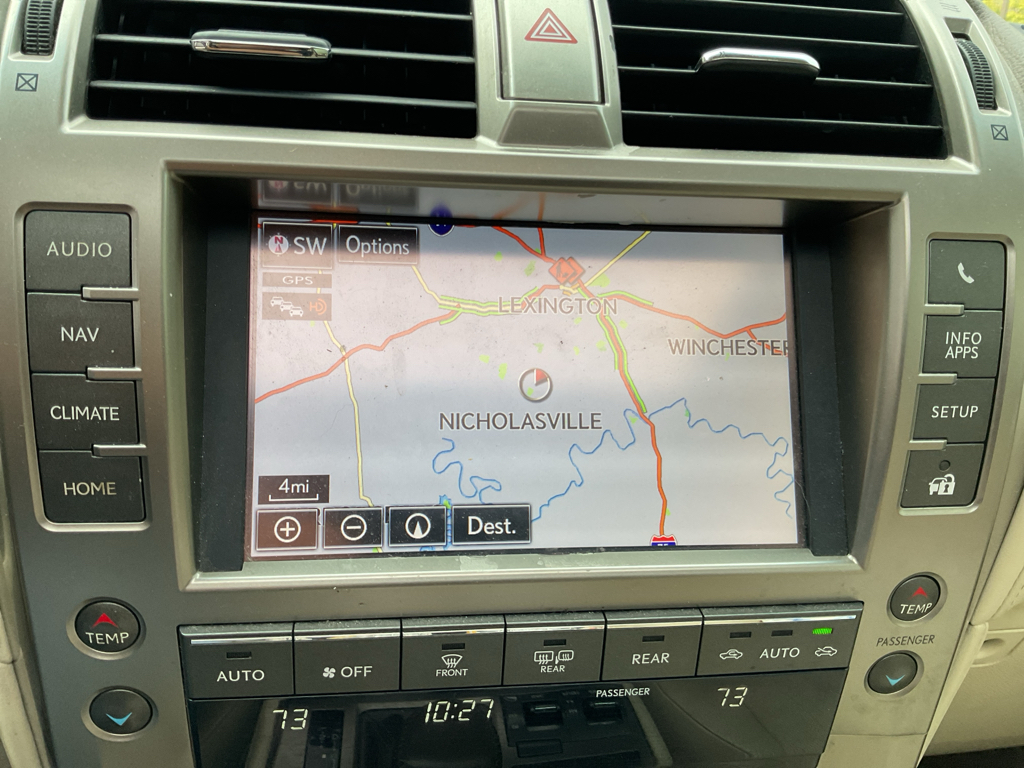 AUDIO
NAV
CLIMATE
HOME
N SW
Options
GPS
HD
LEXINGTON
WINCHESTER
NICHOLASVILLE
4mi
Dest.
INFO
APPS
SETUP
TEMP
TEMP
PASSENGER
AUTO
OFF
FRONT
REAR
REAR
AUTO
PASSENGER
73
10:27
73